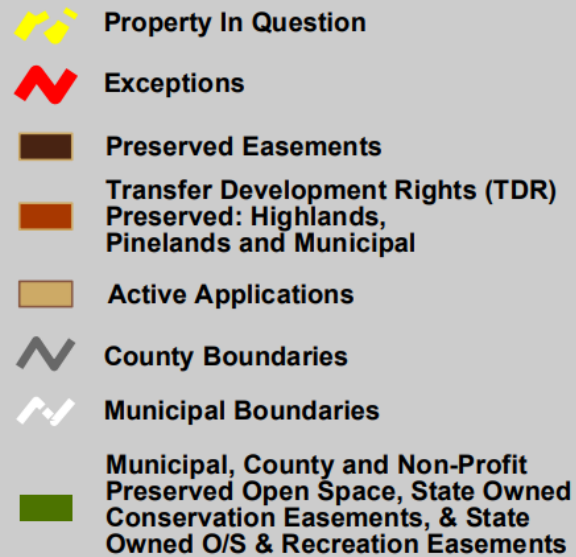 Property In Question
Exceptions
Preserved Easements
Transfer Development Rights (TDR)
Preserved: Highlands,
Pinelands and Municipal
Active Applications
County Boundaries
Municipal Boundaries
Municipal, County and Non-Profit
Preserved Open Space, State Owned
Conservation Easements, & State
Owned O/S & Recreation Easements